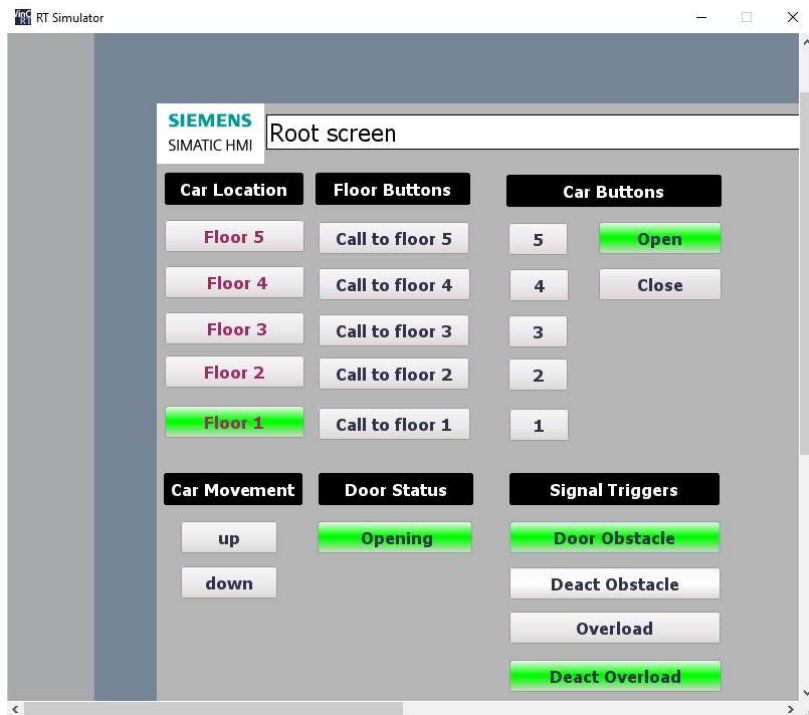 RT Simulator
SIEMENS
SIMATIC HMI
Root screen
Car Location
Floor Buttons
Car Buttons
Floor 5
Call to floor 5
5
Open
Floor 4
Call to floor 4
4
Close
Floor 3
Call to floor 3
3
Floor 2
Call to floor 2
2
Floor 1
Call to floor 1
1
Car Movement
Door Status
Signal Triggers
up
Opening
Door Obstacle
down
Deact Obstacle
Overload
Deact Overload